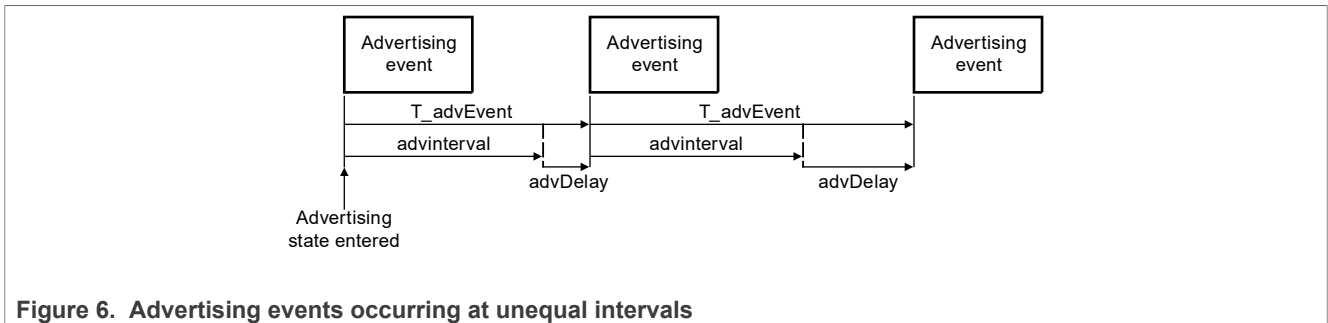 Advertising
event
Advertising
event
Advertising
event
T_advEvent
T_advEvent
advinterval
advinterval
advDelay
advDelay
Advertising
state entered
Figure 6. Advertising events occurring at unequal intervals